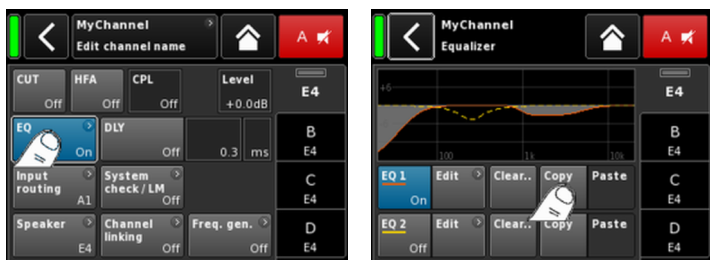 MyChannel
Edit channel name
A
CUT
Off
HFA
Off
CPL
Off
Level
+0.0dB
E4
EQ
On
DLY
Off
0.3 ms
B
E4
Input
routing
A1
System
check / LM
Off
C
E4
Speaker
E4
Channel
linking
Off
Freq. gen.
Off
D
E4
MyChannel
Equalizer
A
+6
100
1k
10k
E4
B
E4
EQ 1
On
Edit
Clear..
Copy
Paste
C
E4
EQ 2
Off
Edit
Clear..
Copy
Paste
D
E4